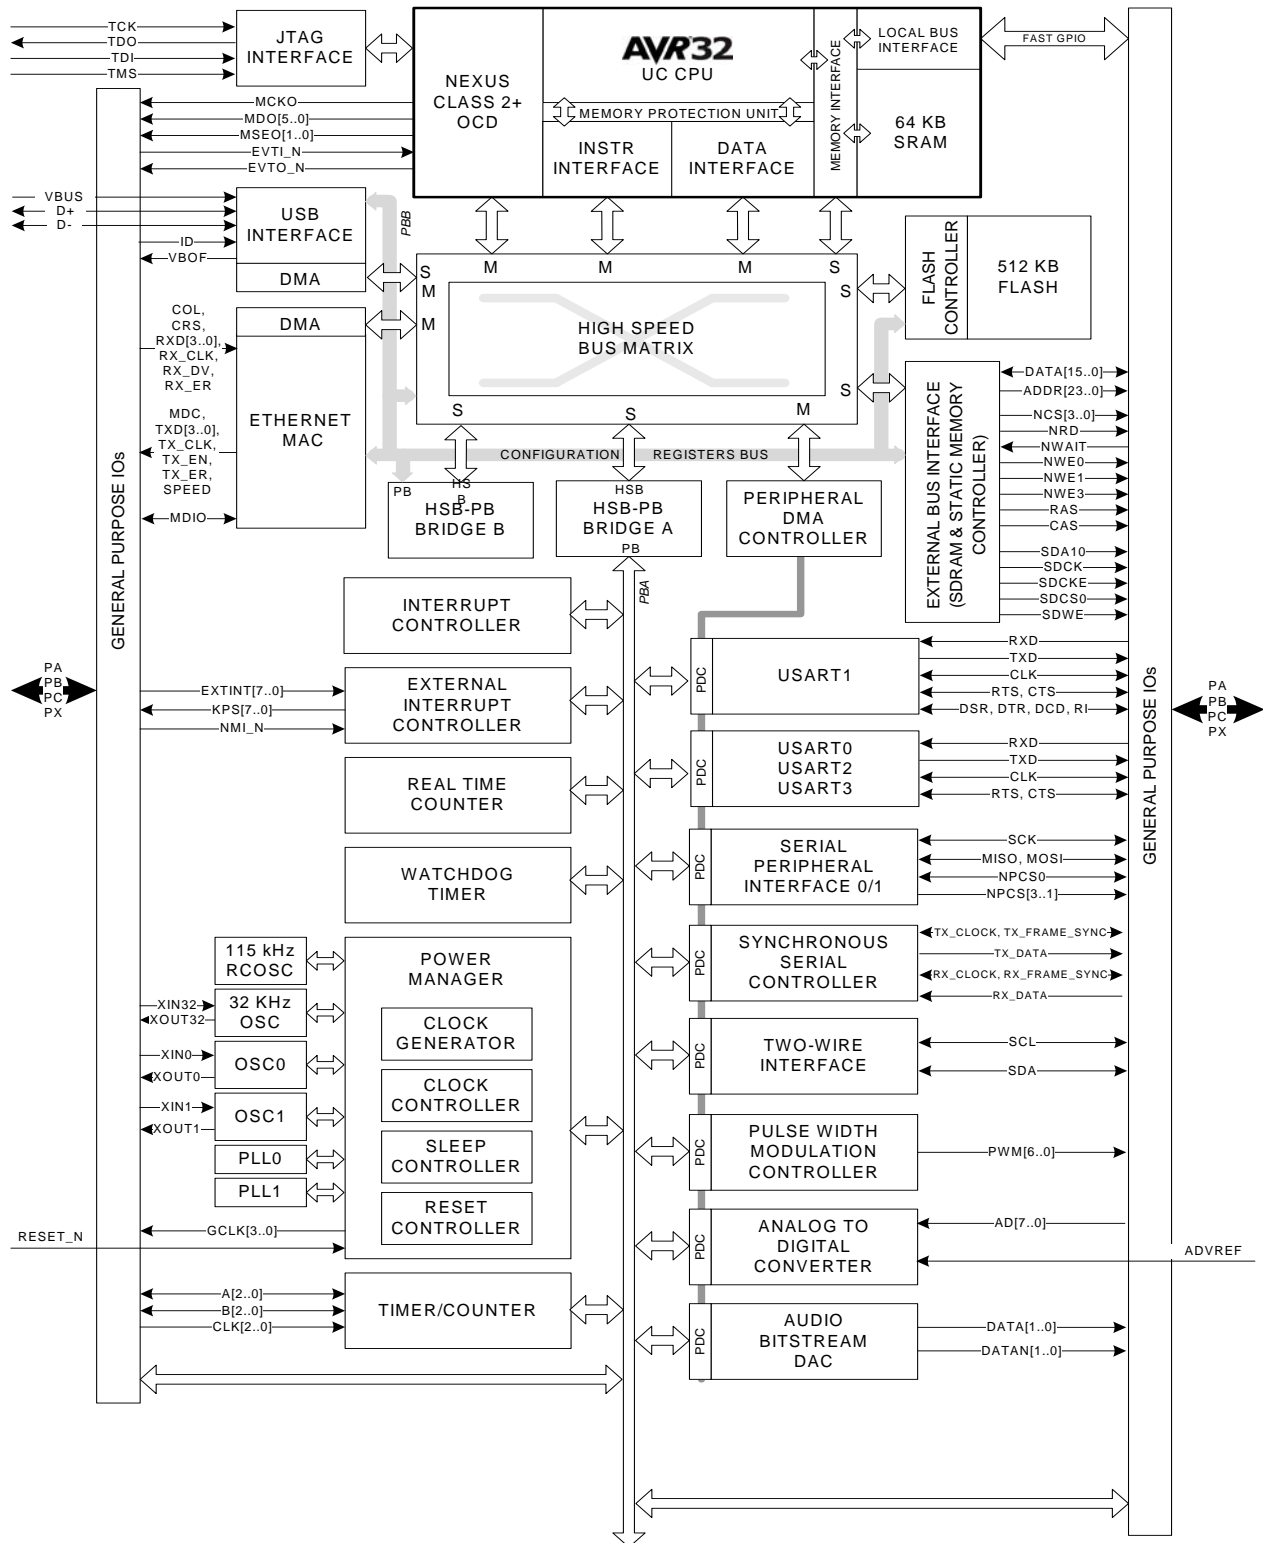 TCK
TDO
TDI
TMS
JTAG
INTERFACE
NEXUS
CLASS 2+
OCD
AVR32
UC CPU
MEMORY PROTECTION UNIT
INSTR
INTERFACE
DATA
INTERFACE
MEMORY INTERFACE
LOCAL BUS
INTERFACE
64 KB
SRAM
FAST GPIO
MCKO
MDO[5..0]
MSEO[1..0]
EVTI_N
EVTO_N
VBUS
D+
D-
ID
VBOF
USB
INTERFACE
DMA
PBB
S
M
M
M
M
M
S
S
S
S
S
M
HIGH SPEED
BUS MATRIX
FLASH
CONTROLLER
512 KB
FLASH
COL,
CRS,
RXD[3..0],
RX_CLK,
RX_DV,
RX_ER
MDC,
TXD[3..0],
TX_CLK,
TX_EN,
TX_ER,
SPEED
MDIO
DMA
ETHERNET
MAC
CONFIGURATION REGISTERS BUS
PB
HS
B
HSB-PB
BRIDGE B
HSB
HSB-PB
BRIDGE A
PB
PERIPHERAL
DMA
CONTROLLER
EXTERNAL BUS INTERFACE
(SDRAM & STATIC MEMORY
CONTROLLER)
DATA[15..0]
ADDR[23..0]
NCS[3..0]
NRD
NWAIT
NWE0
NWE1
NWE3
RAS
CAS
SDA10
SDCK
SDCKE
SDCS0
SDWE
GENERAL PURPOSE IOs
PA
PB
PC
PX
PBA
INTERRUPT
CONTROLLER
EXTINT[7..0]
KPS[7..0]
NMI_N
EXTERNAL
INTERRUPT
CONTROLLER
REAL TIME
COUNTER
WATCHDOG
TIMER
115 kHz
RCOSC
XIN32
XOUT32
32 KHz
OSC
XIN0
XOUT0
OSC0
XIN1
XOUT1
OSC1
PLL0
PLL1
GCLK[3..0]
RESET_N
POWER
MANAGER
CLOCK
GENERATOR
CLOCK
CONTROLLER
SLEEP
CONTROLLER
RESET
CONTROLLER
A[2..0]
B[2..0]
CLK[2..0]
TIMER/COUNTER
PDC
USART1
RXD
TXD
CLK
RTS, CTS
DSR, DTR, DCD, RI
PDC
USART0
USART2
USART3
RXD
TXD
CLK
RTS, CTS
PDC
SERIAL
PERIPHERAL
INTERFACE 0/1
SCK
MISO, MOSI
NPCS0
NPCS[3..1]
PDC
SYNCHRONOUS
SERIAL
CONTROLLER
TX_CLOCK, TX_FRAME_SYNC
TX_DATA
RX_CLOCK, RX_FRAME_SYNC
RX_DATA
PDC
TWO-WIRE
INTERFACE
SCL
SDA
PDC
PULSE WIDTH
MODULATION
CONTROLLER
PWM[6..0]
PDC
ANALOG TO
DIGITAL
CONVERTER
AD[7..0]
ADVREF
PDC
AUDIO
BITSTREAM
DAC
DATA[1..0]
DATAN[1..0]
GENERAL PURPOSE IOs
PA
PB
PC
PX